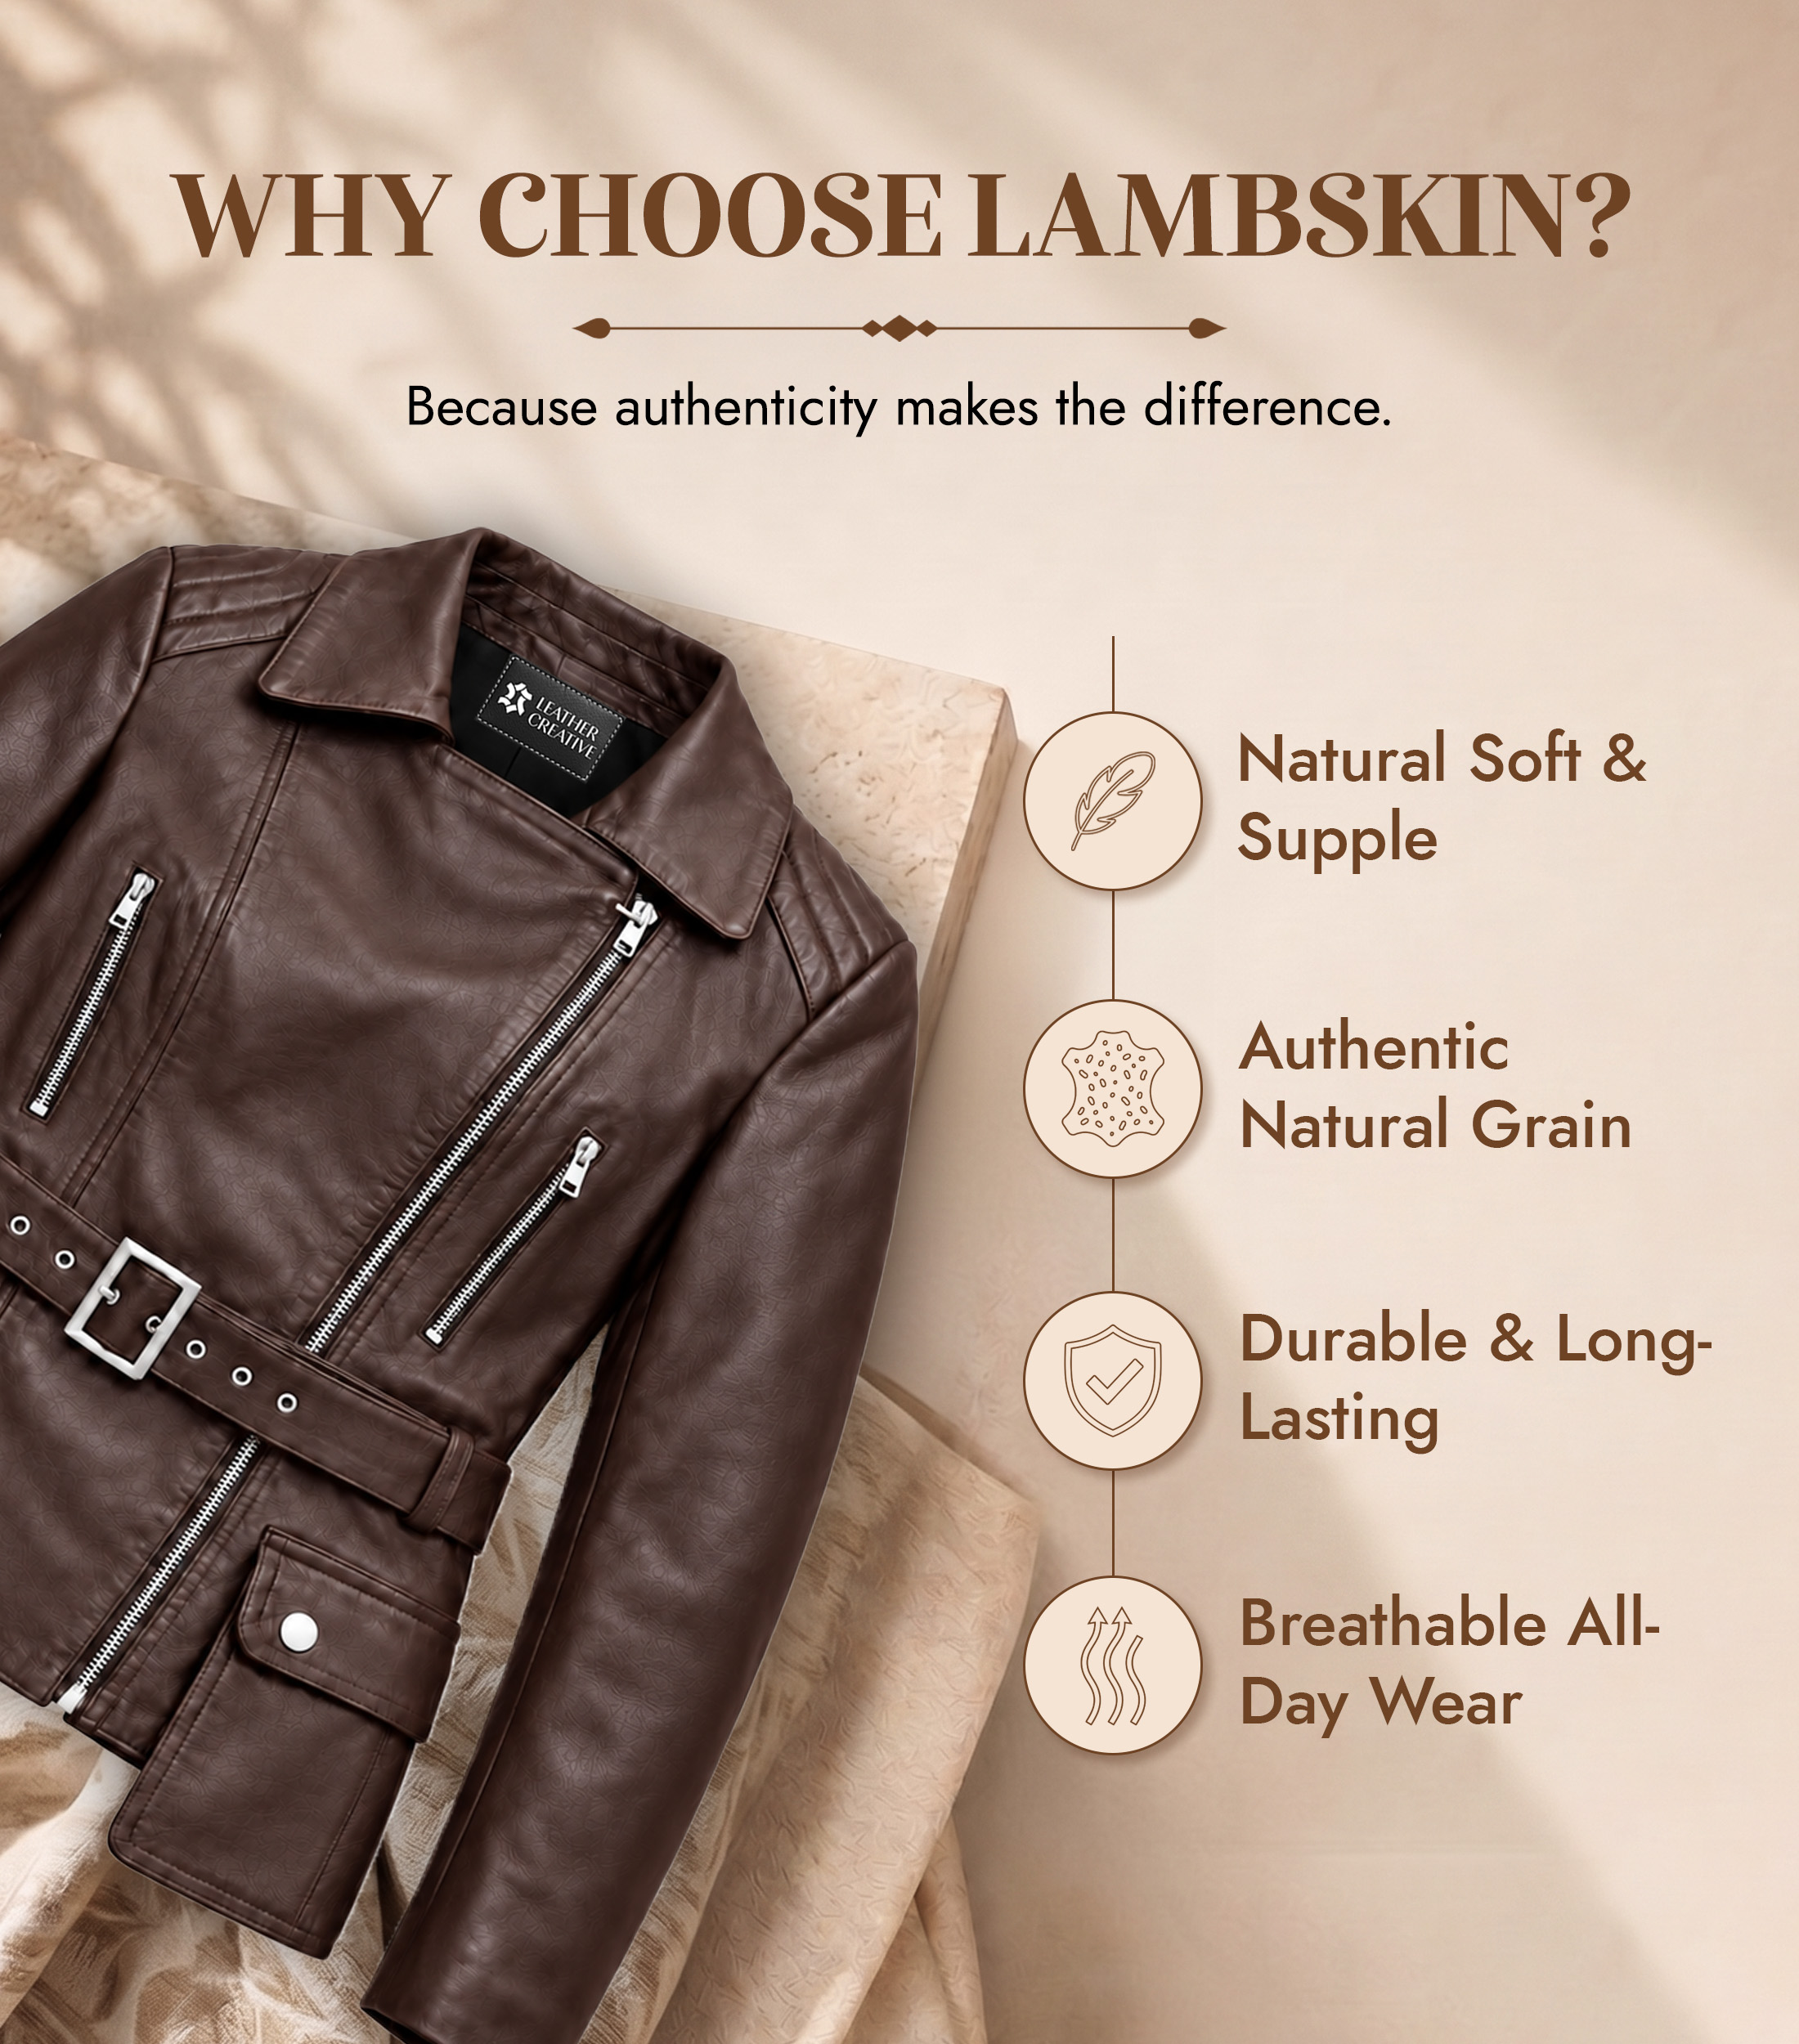 WHY CHOOSE LAMBSKIN?
Because authenticity makes the difference.
LEATHER
CREATIVE
Natural Soft &
Supple
Authentic
Natural Grain
Durable & Long-
Lasting
Breathable All-
Day Wear